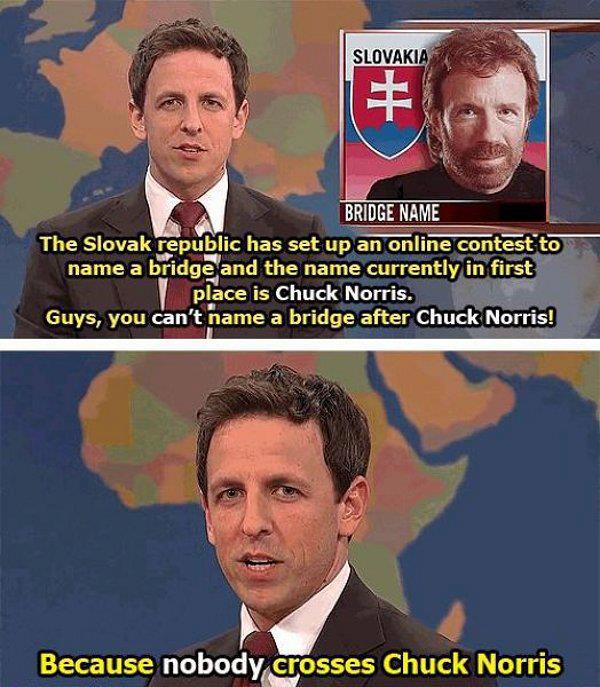 SLOVAKIA
BRIDGE NAME
The Slovak republic has set up an online contest to
name a bridge and the name currently in first
place is Chuck Norris.
Guys, you can't name a bridge after Chuck Norris!
Because nobody crosses Chuck Norris